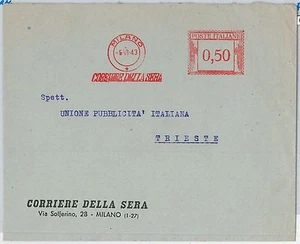 MILANO
POSTE ITALIANE
0,50
CORRIERE DELLA SERA
Spett.
UNIONE PUBBLICITA' ITALIANA
TRIESTE
CORRIERE DELLA SERA
Via Solferino, 28 - MILANO (1-27)